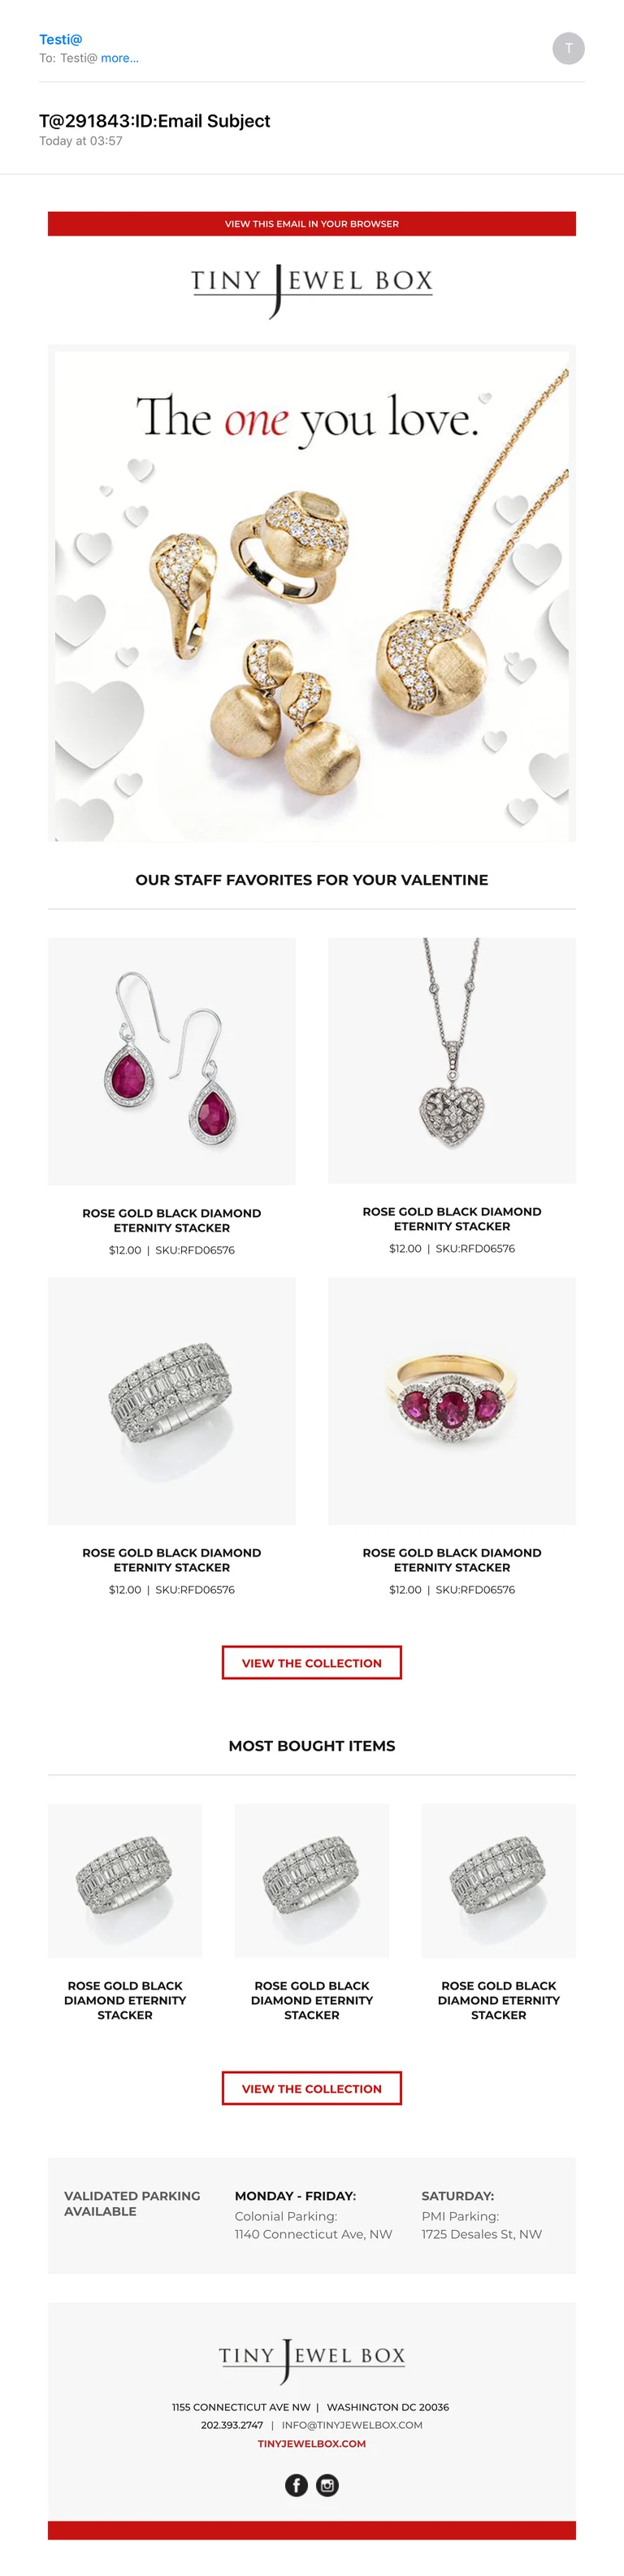 Testi@
To: Testi@ more...
T
T@291843:ID:Email Subject
Today at 03:57
VIEW THIS EMAIL IN YOUR BROWSER
TINY JEWEL BOX
The one you love.
OUR STAFF FAVORITES FOR YOUR VALENTINE
ROSE GOLD BLACK DIAMOND
ETERNITY STACKER
$12.00 | SKU:RFD06576
ROSE GOLD BLACK DIAMOND
ETERNITY STACKER
$12.00 | SKU:RFD06576
ROSE GOLD BLACK DIAMOND
ETERNITY STACKER
$12.00 | SKU:RFD06576
ROSE GOLD BLACK DIAMOND
ETERNITY STACKER
$12.00 | SKU:RFD06576
VIEW THE COLLECTION
MOST BOUGHT ITEMS
ROSE GOLD BLACK
DIAMOND ETERNITY
STACKER
ROSE GOLD BLACK
DIAMOND ETERNITY
STACKER
ROSE GOLD BLACK
DIAMOND ETERNITY
STACKER
VIEW THE COLLECTION
VALIDATED PARKING
AVAILABLE
MONDAY - FRIDAY:
Colonial Parking:
1140 Connecticut Ave, NW
SATURDAY:
PMI Parking:
1725 Desales St, NW
TINY JEWEL BOX
1155 CONNECTICUT AVE NW | WASHINGTON DC 20036
202.393.2747 | INFO@TINYJEWELBOX.COM
TINYJEWELBOX.COM